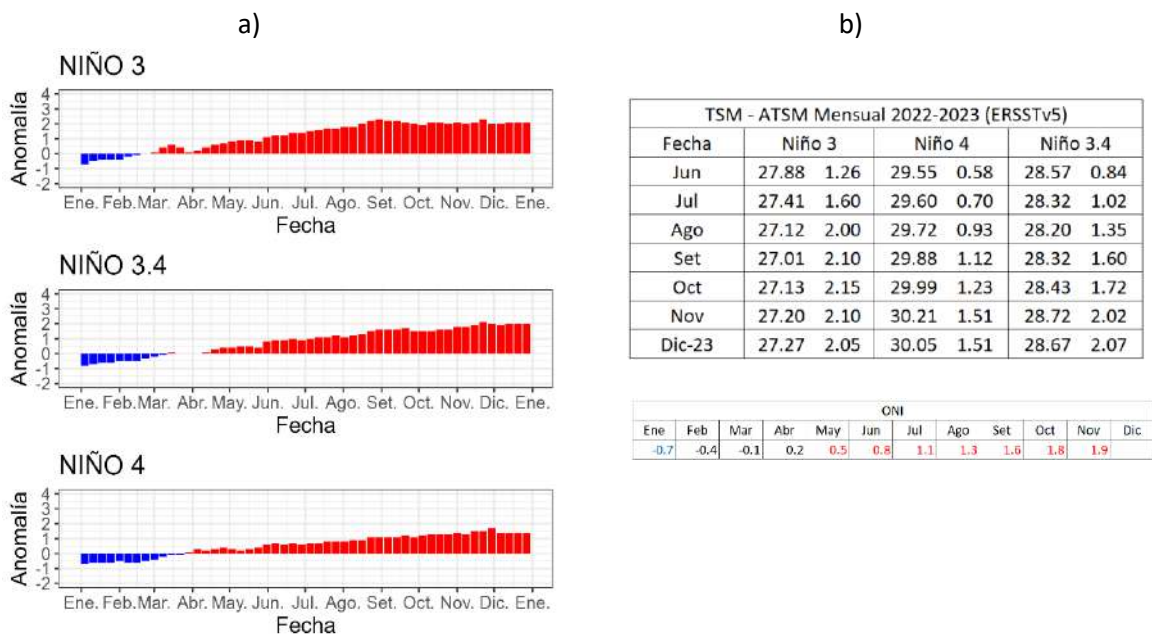 a)
NIÑO 3
Anomalía
4
3
2
1
0
-1
-2
Ene. Feb. Mar. Abr. May. Jun. Jul. Ago. Set. Oct. Nov. Dic. Ene.
Fecha
NIÑO 3.4
Anomalía
4
3
2
1
0
-1
-2
Ene. Feb. Mar. Abr. May. Jun. Jul. Ago. Set. Oct. Nov. Dic. Ene.
Fecha
NIÑO 4
Anomalía
4
3
2
1
0
-1
-2
Ene. Feb. Mar. Abr. May. Jun. Jul. Ago. Set. Oct. Nov. Dic. Ene.
Fecha
b)
TSM - ATSM Mensual 2022-2023 (ERSSTv5)
Fecha Niño 3 Niño 4 Niño 3.4
Jun 27.88 1.26 29.55 0.58 28.57 0.84
Jul 27.41 1.60 29.60 0.70 28.32 1.02
Ago 27.12 2.00 29.72 0.93 28.20 1.35
Set 27.01 2.10 29.88 1.12 28.32 1.60
Oct 27.13 2.15 29.99 1.23 28.43 1.72
Nov 27.20 2.10 30.21 1.51 28.72 2.02
Dic-23 27.27 2.05 30.05 1.51 28.67 2.07
ONI
Ene Feb Mar Abr May Jun Jul Ago Set Oct Nov Dic
-0.7 -0.4 -0.1 0.2 0.5 0.8 1.1 1.3 1.6 1.8 1.9